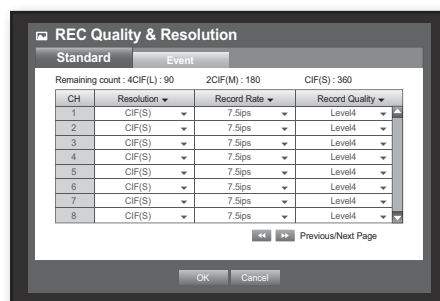 REC Quality & Resolution
Standard Event
Remaining count : 4CIF(L) : 90 2CIF(M) : 180 CIF(S) : 360
CH Resolution Record Rate Record Quality
1 CIF(S) 7.5ips Level4
2 CIF(S) 7.5ips Level4
3 CIF(S) 7.5ips Level4
4 CIF(S) 7.5ips Level4
5 CIF(S) 7.5ips Level4
6 CIF(S) 7.5ips Level4
7 CIF(S) 7.5ips Level4
8 CIF(S) 7.5ips Level4
Previous/Next Page
OK Cancel